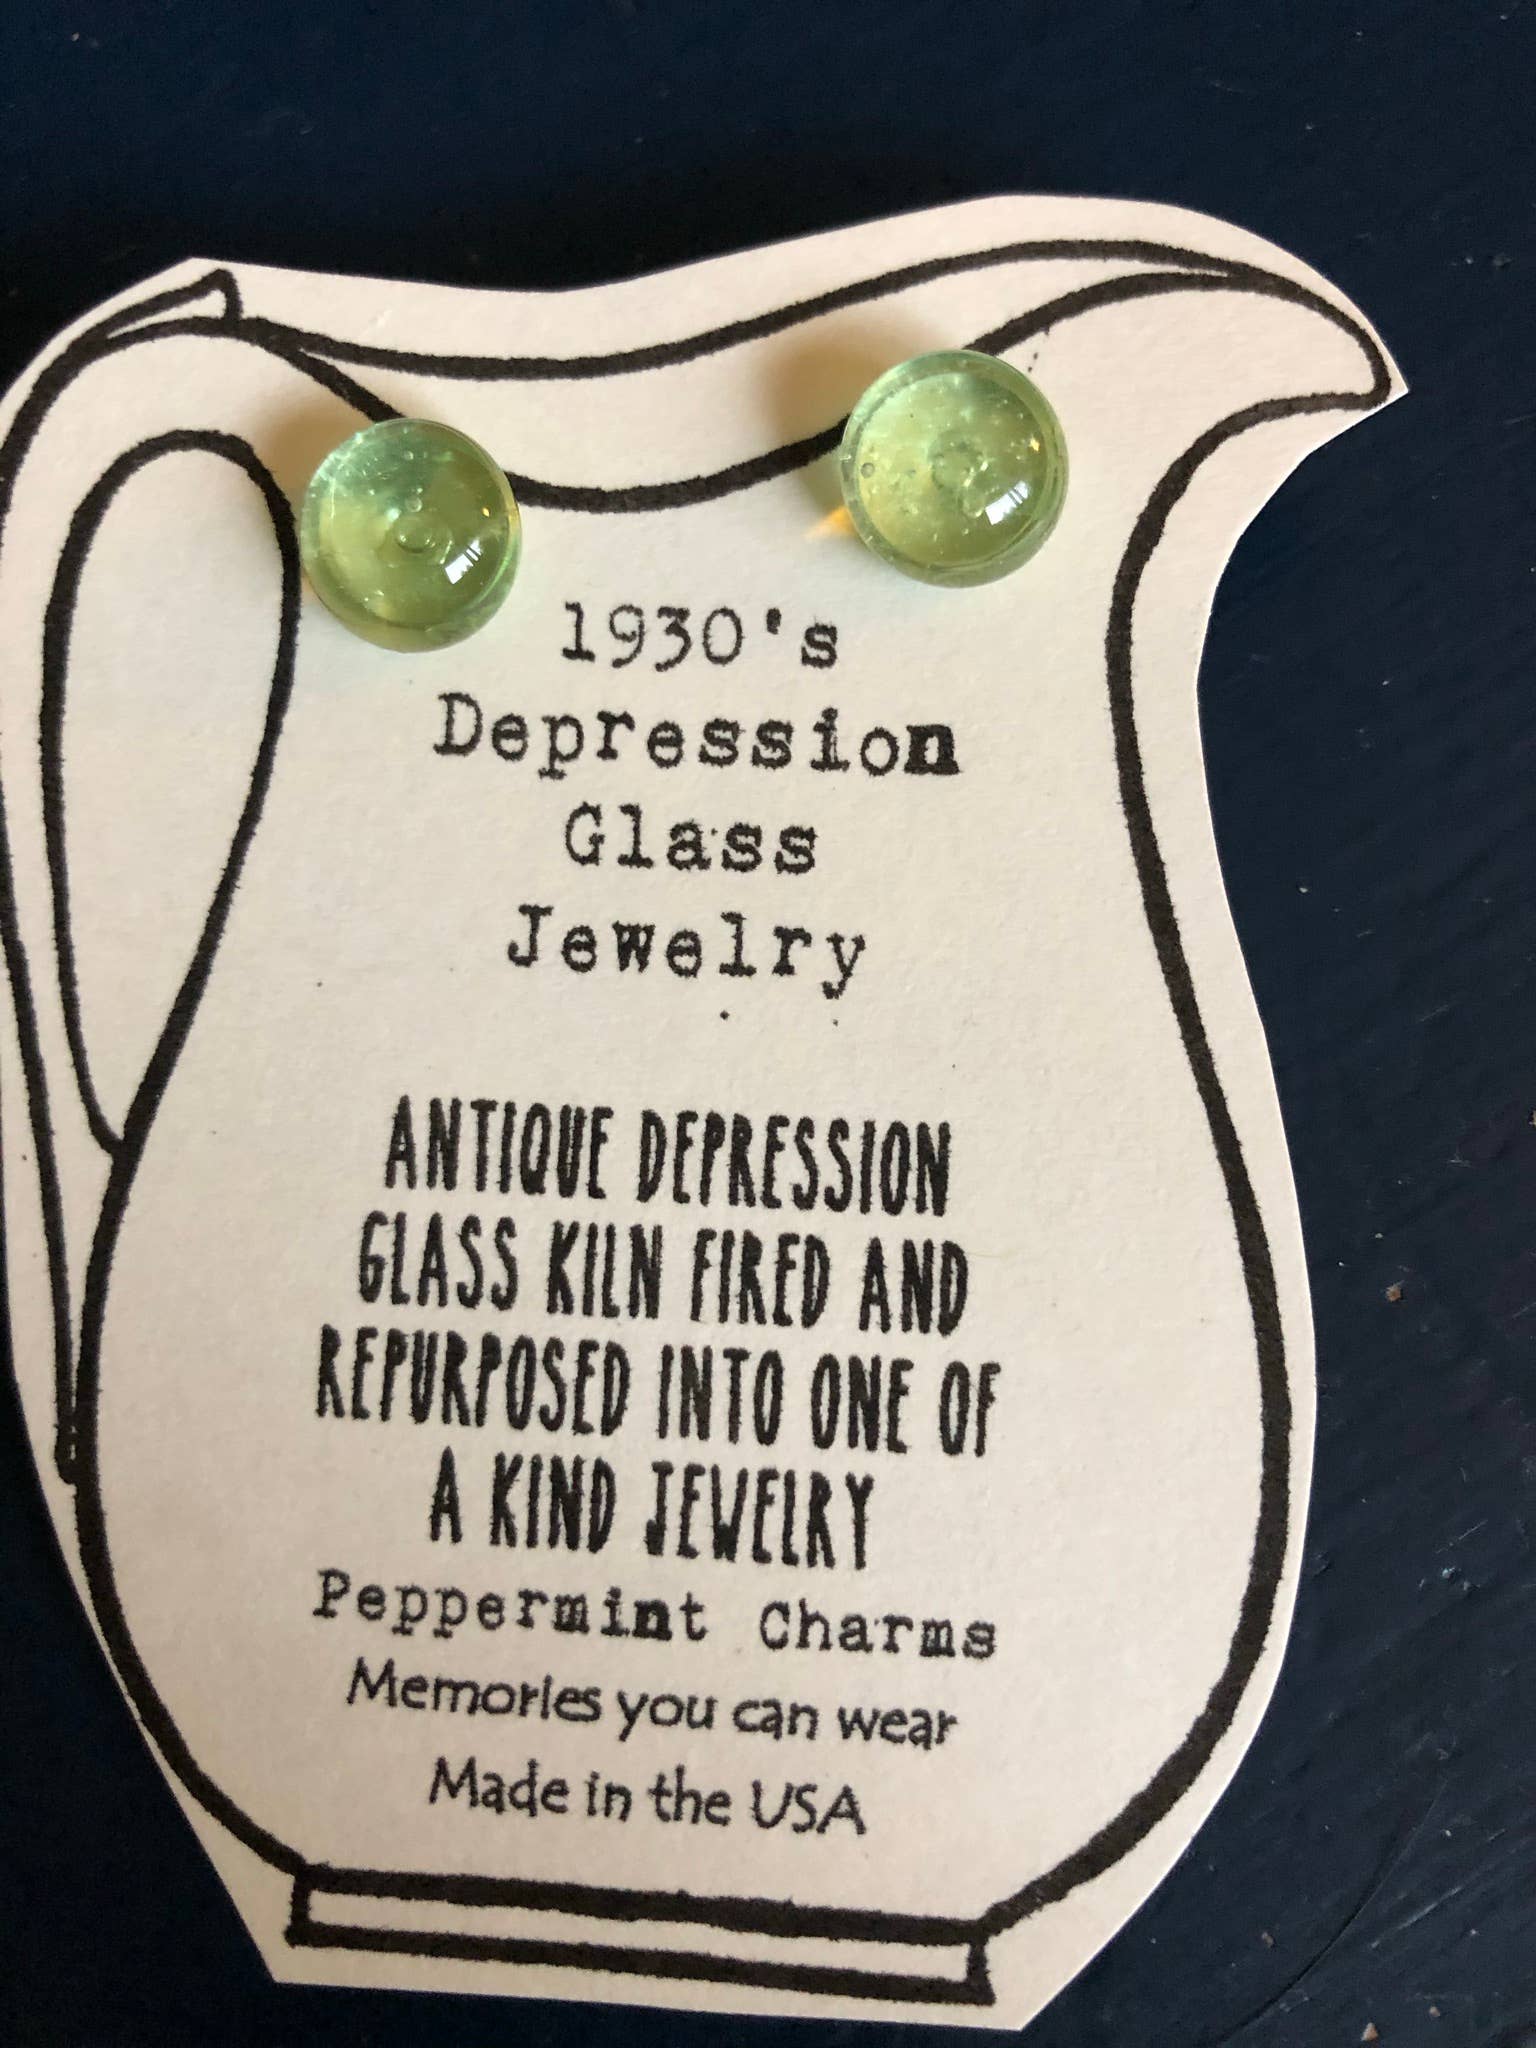 1930's
Depression
Glass
Jewelry
ANTIQUE DEPRESSION
GLASS KILN FIRED AND
REPURPOSED INTO ONE OF
A KIND JEWELRY
Peppermint Charms
Memories you can wear
Made in the USA